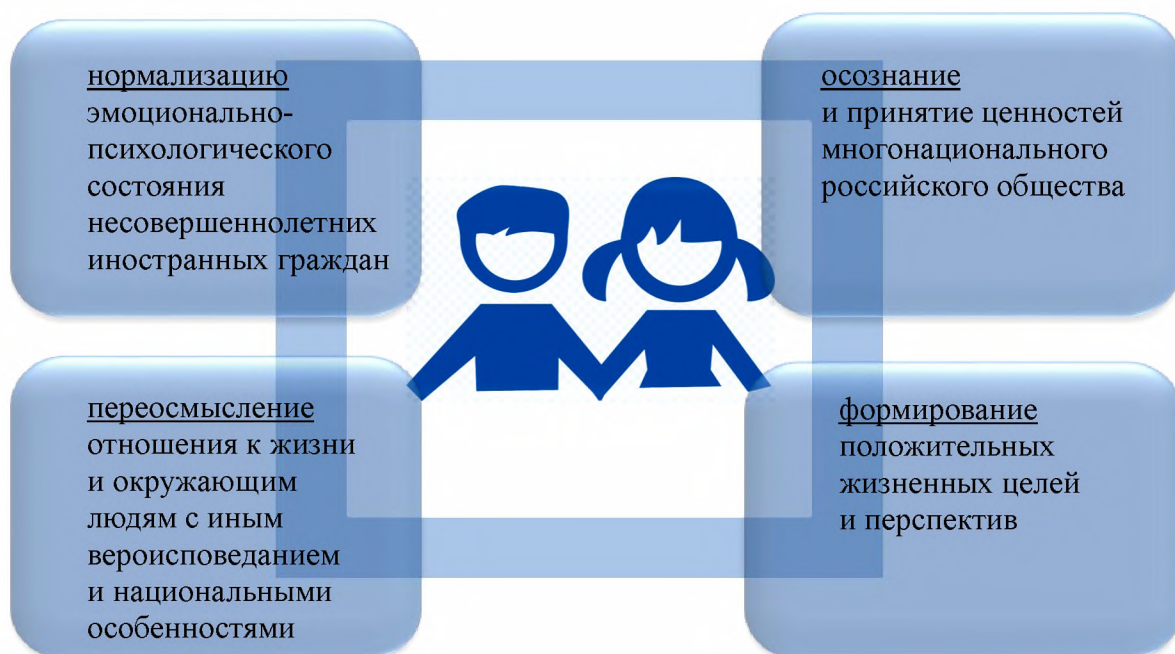 нормализацию
эмоционально-
психологического
состояния
несовершеннолетних
иностранных граждан
осознание
и принятие ценностей
многонационального
российского общества
переосмысление
отношения к жизни
и окружающим
людям с иным
вероисповеданием
и национальными
особенностями
формирование
положительных
жизненных целей
и перспектив